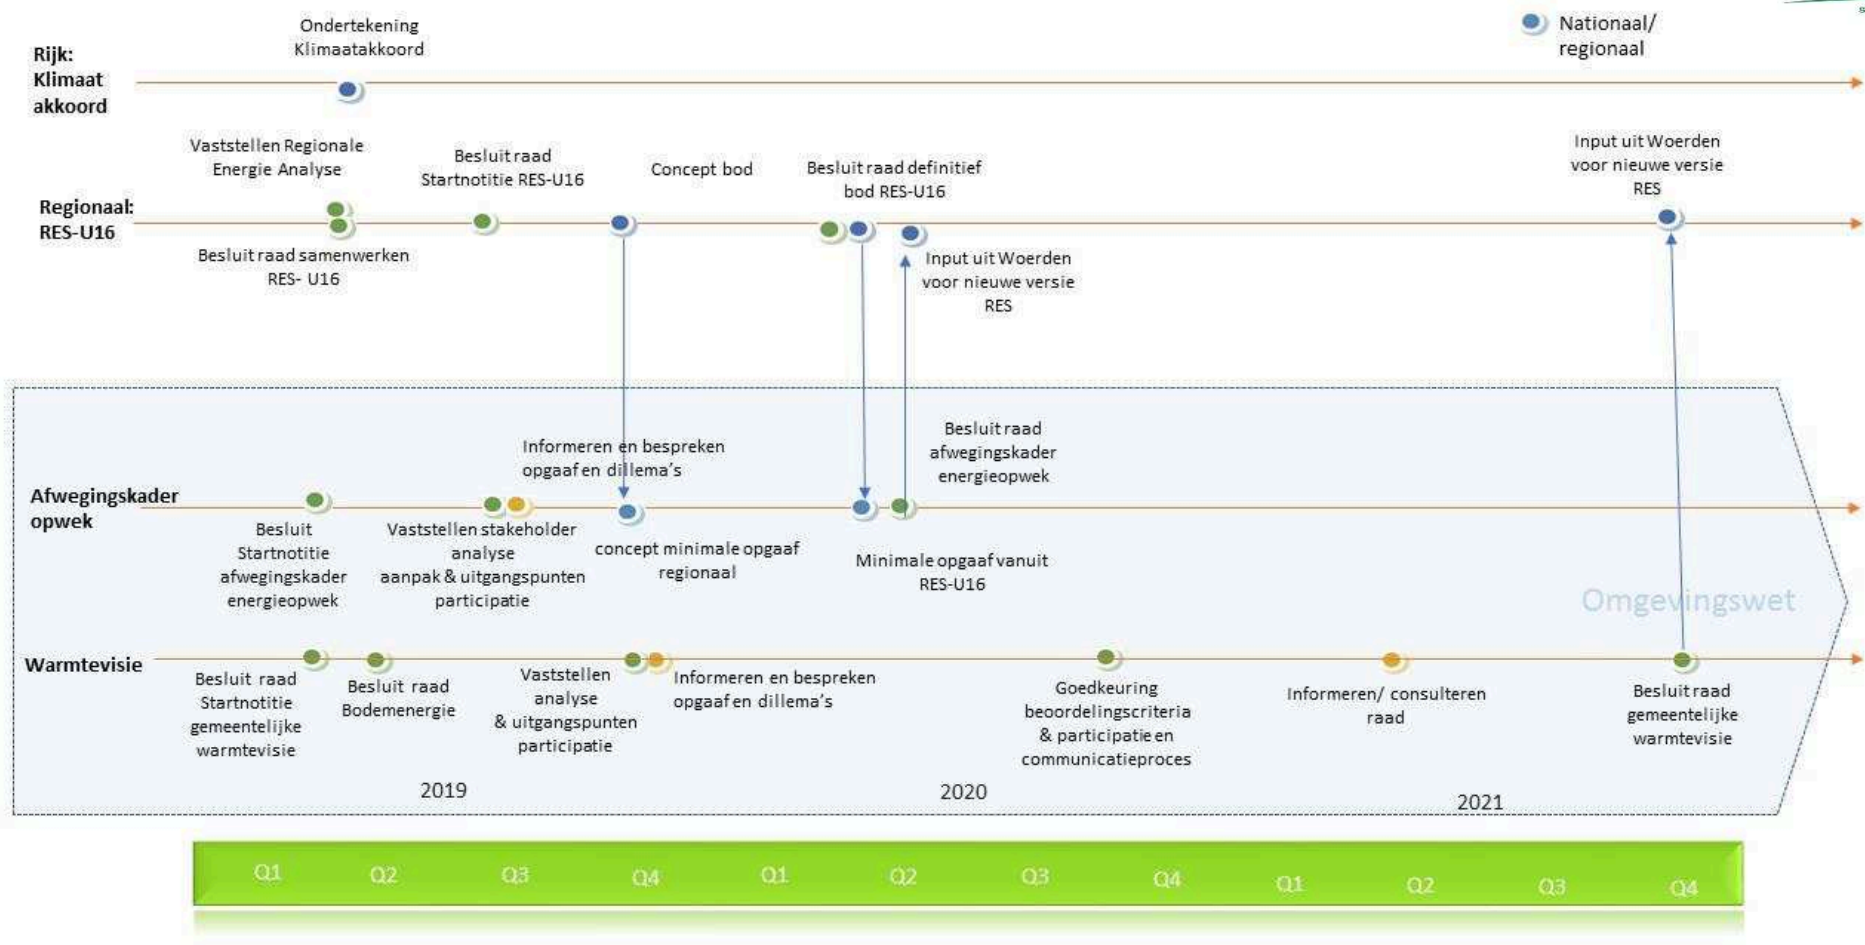 Nationaal/
regionaal
Ondertekening
Klimaatakkoord
Rijk:
Klimaat
akkoord
Vaststellen Regionale
Energie Analyse
Besluit raad
Startnotitie RES-U16
Concept bod
Besluit raad definitief
bod RES-U16
Input uit Woerden
voor nieuwe versie
RES
Regionaal:
RES-U16
Besluit raad samenwerken
RES- U16
Input uit Woerden
voor nieuwe versie
RES
Informeren en bespreken
opgaaf en dillema's
Besluit raad
afwegingskader
energieopwek
Afwegingskader
opwek
Besluit
Startnotitie
afwegingskader
energieopwek
Vaststellen stakeholder
analyse
aanpak & uitgangspunten
participatie
concept minimale opgaaf
regionaal
Minimale opgaaf vanuit
RES-U16
Omgevingswet
Warmtevisie
Besluit raad
Startnotitie
gemeentelijke
warmtevisie
Besluit raad
Bodemenergie
Vaststellen
analyse
& uitgangspunten
participatie
Informeren en bespreken
opgaaf en dillema's
Goedkeuring
beoordelingscriteria
& participatie en
communicatieproces
Informeren/ consulteren
raad
Besluit raad
gemeentelijke
warmtevisie
2019
2020
2021
Q1
Q2
Q3
Q4
Q1
Q2
Q3
Q4
Q1
Q2
Q3
Q4